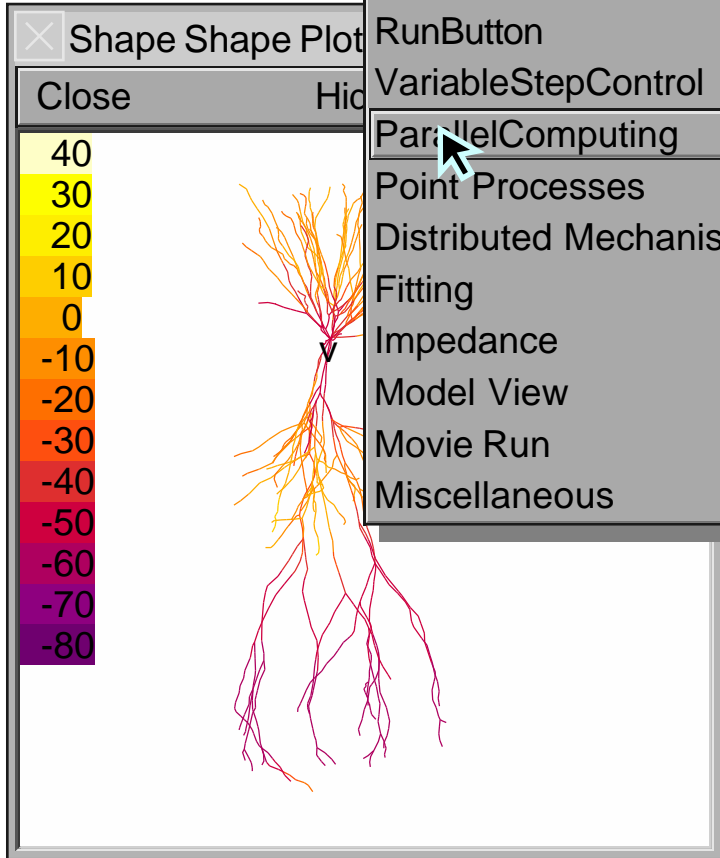 Shape Shape Plot
Close Hid
40
30
20
10
0
-10
-20
-30
-40
-50
-60
-70
-80
v
RunButton
VariableStepControl
ParallelComputing
Point Processes
Distributed Mechanis
Fitting
Impedance
Model View
Movie Run
Miscellaneous